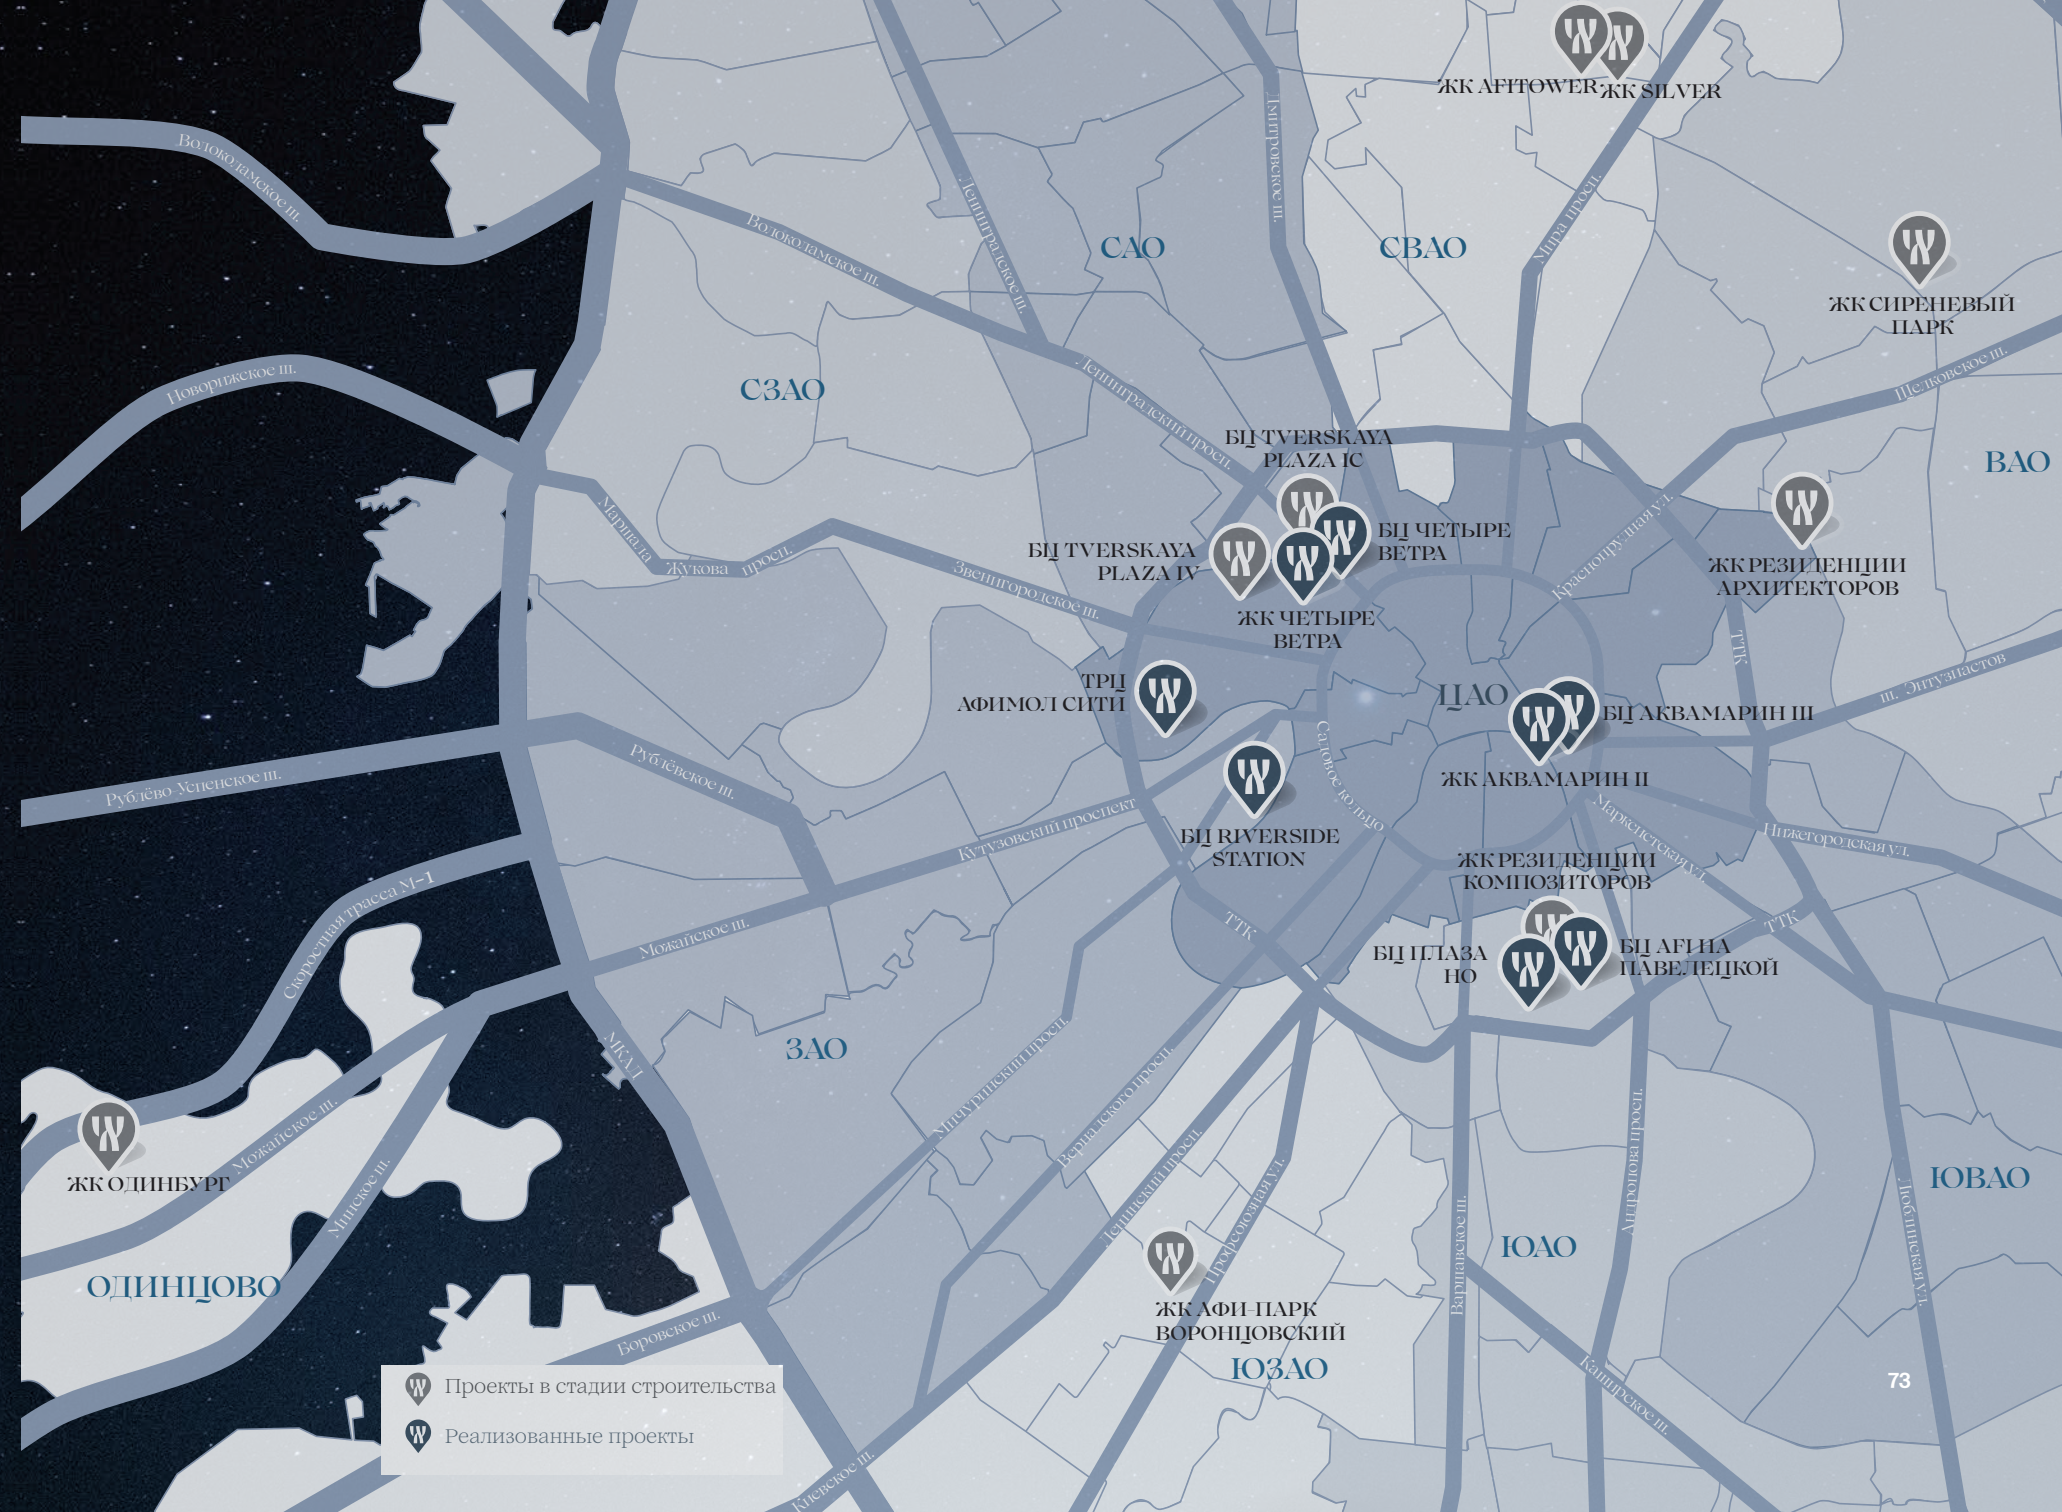 ЖК AFITOWER
ЖК SILVER
Волоколамское ш.
Дмитровское ш.
Ленинградское ш.
Мира просп.
Волоколамское ш.
САО
СВАО
ЖК СИРЕНЕВЫЙ
ПАРК
Щелковское ш.
Новорижское ш.
СЗАО
Ленинградский просп.
БЦ TVERSKAYA
PLAZA IC
ВАО
Маршала
Жукова
просп.
Звенигородское ш.
БЦ TVERSKAYA
PLAZA IV
БЦ ЧЕТЫРЕ
ВЕТРА
Краснопрудная ул.
ЖК РЕЗИДЕНЦИИ
АРХИТЕКТОРОВ
ЖК ЧЕТЫРЕ
ВЕТРА
ТТК
ш. Энтузиастов
ТРЦ
АФИМОЛ СИТИ
ЦАО
БЦ АКВАМАРИН III
Садовое кольцо
ЖК АКВАМАРИН II
Рублёво-Успенское ш.
Рублёвское ш.
Кутузовский проспект
БЦ RIVERSIDE
STATION
Марксистская ул.
Нижегородская ул.
ЖК РЕЗИДЕНЦИИ
КОМПОЗИТОРОВ
Скоростная трасса М-1
Можайское ш.
ТТК
ТТК
БЦ ПЛАЗА
НО
БЦ AFI НА
ПАВЕЛЕЦКОЙ
МКАД
ЗАО
Мичуринский просп.
Вернадского просп.
Ленинский просп.
Профсоюзная ул.
Андропова просп.
Варшавское ш.
ЮВАО
Люблинская ул.
ЖК ОДИНБУРГ
Можайское ш.
Минское ш.
ОДИНЦОВО
ЮАО
ЖК АФИ-ПАРК
ВОРОНЦОВСКИЙ
ЮЗАО
Боровское ш.
Каширское ш.
Киевское ш.
Проекты в стадии строительства
Реализованные проекты
73